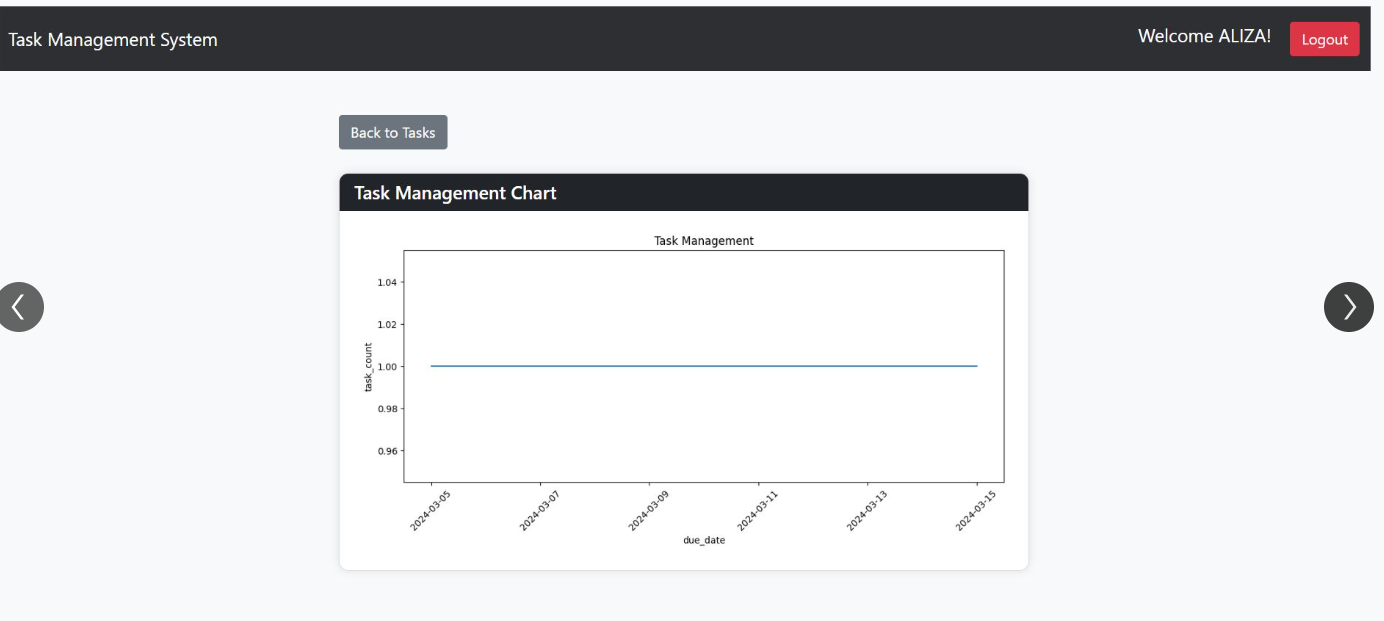 Task Management System
Welcome ALIZA!
Logout
Back to Tasks
Task Management Chart
Task Management
1.04
1.02
1.00
0.98
0.96
task_count
2024-03-05
2024-03-07
2024-03-09
2024-03-11
2024-03-13
2024-03-15
due_date